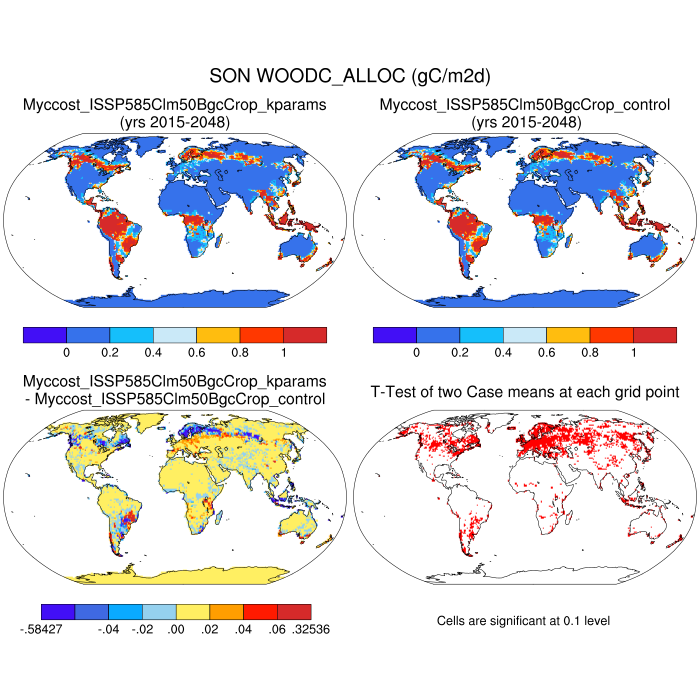 SON WOODC_ALLOC (gC/m2d)
Myccost_ISSP585Clm50BgcCrop_kparams
(yrs 2015-2048)
Myccost_ISSP585Clm50BgcCrop_control
(yrs 2015-2048)
0 0.2 0.4 0.6 0.8 1
0 0.2 0.4 0.6 0.8 1
Myccost_ISSP585Clm50BgcCrop_kparams
- Myccost_ISSP585Clm50BgcCrop_control
T-Test of two Case means at each grid point
-.58427 -.04 -.02 .00 .02 .04 .06 .32536
Cells are significant at 0.1 level